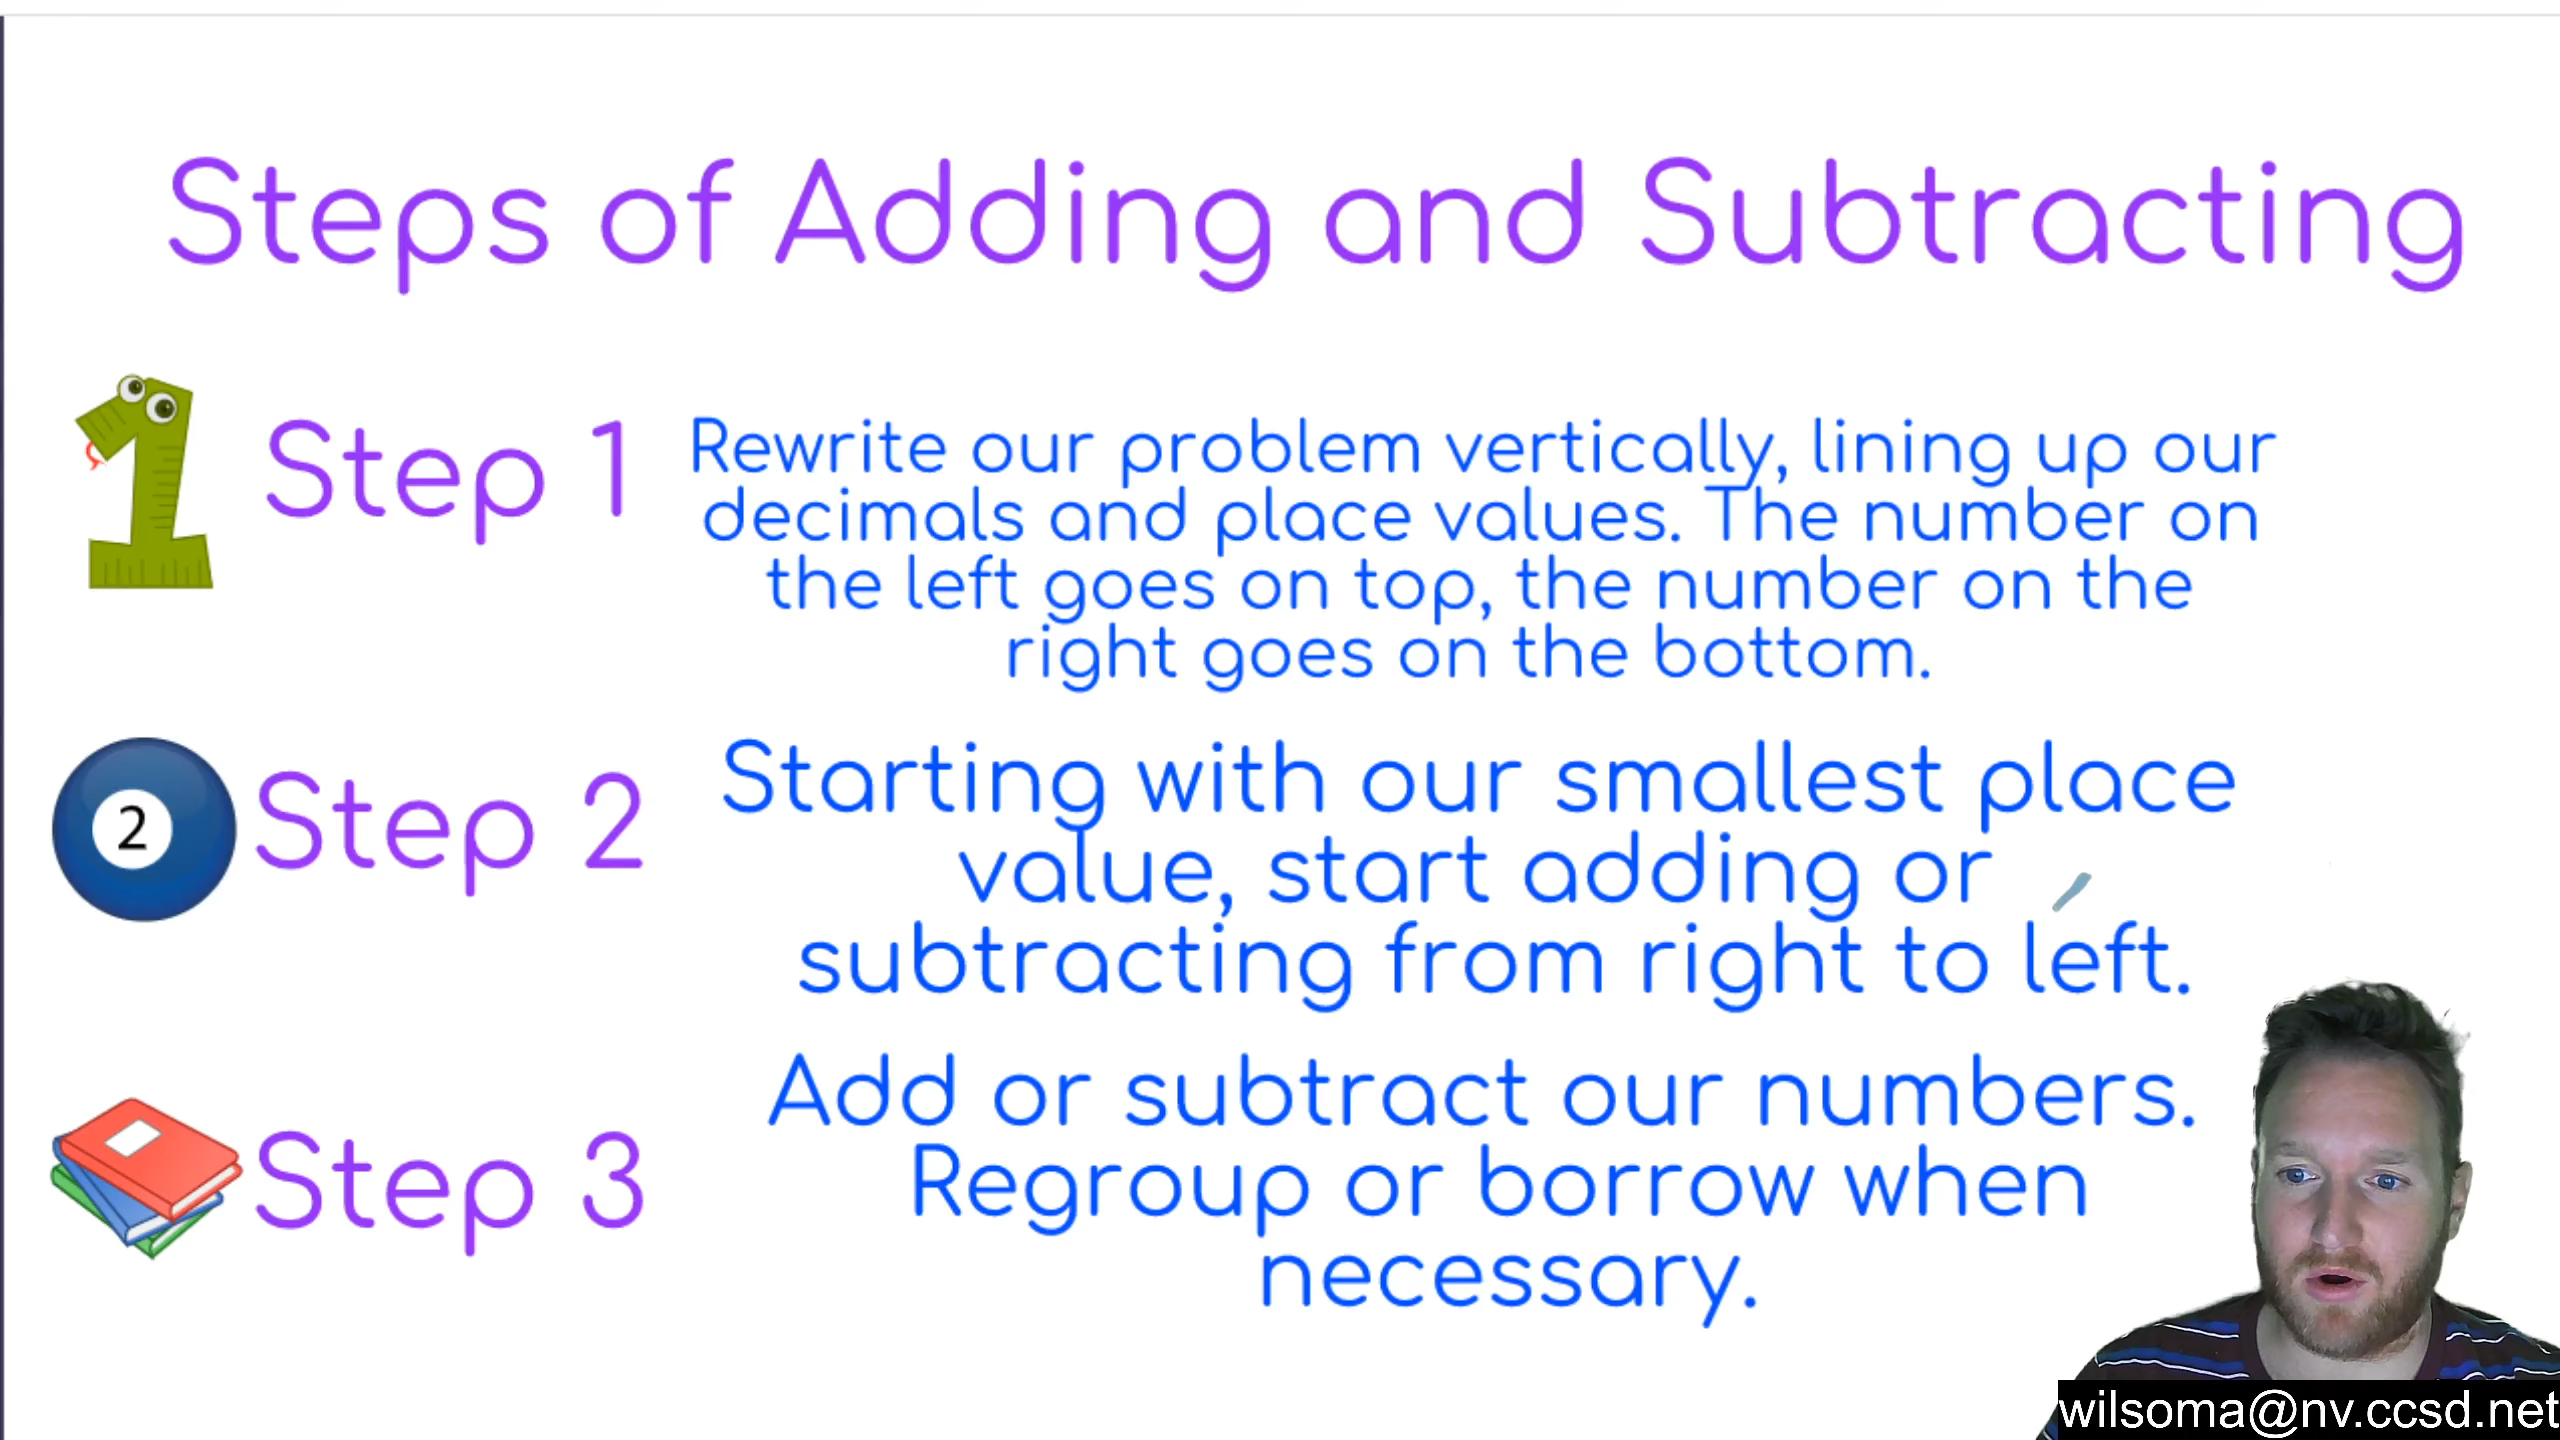 Steps of Adding and Subtracting
Step 1
Rewrite our problem vertically, lining up our
decimals and place values. The number on
the left goes on top, the number on the
right goes on the bottom.
2
Step 2
Starting with our smallest place
value, start adding or
subtracting from right to left.
Step 3
Add or subtract our numbers.
Regroup or borrow when
necessary.
wilsoma@nv.ccsd.net